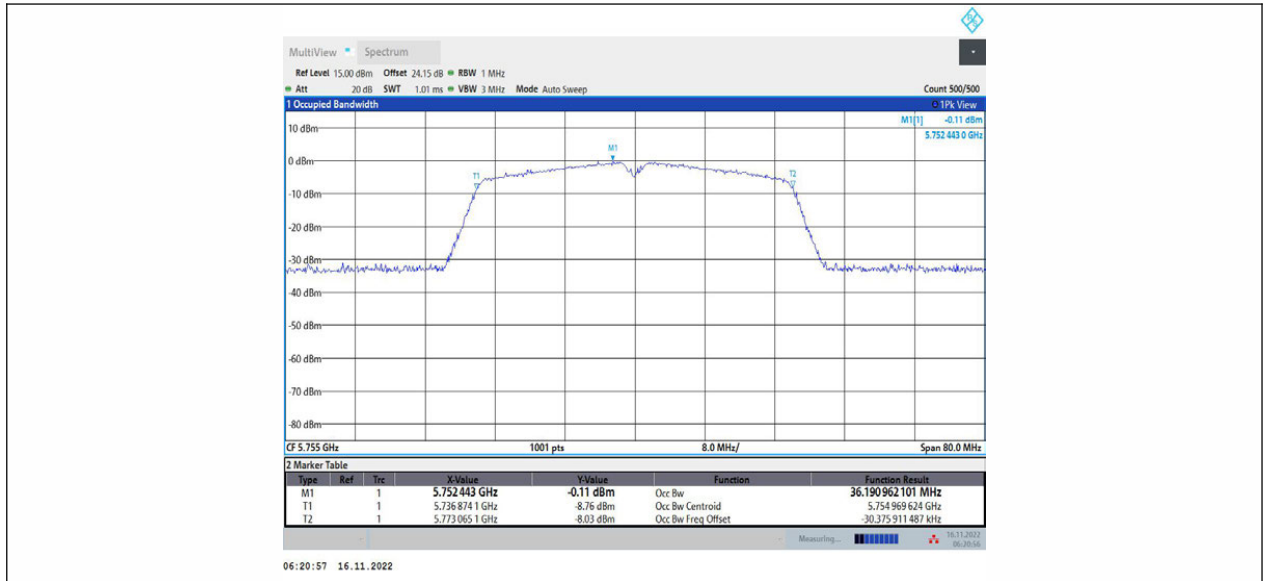 MultiView Spectrum
Ref Level 15.00 dBm Offset 24.15 dB RBW 1 MHz
Att 20 dB SWT 1.01 ms VBW 3 MHz Mode Auto Sweep Count 500/500
1 Occupied Bandwidth 1Pk View
M1[1] -0.11 dBm
5.752 443 0 GHz
10 dBm
M1
0 dBm
T1 T2
-10 dBm
-20 dBm
-30 dBm
-40 dBm
-50 dBm
-60 dBm
-70 dBm
-80 dBm
CF 5.755 GHz 1001 pts 8.0 MHz/ Span 80.0 MHz
2 Marker Table
Type Ref Trc X-Value Y-Value Function Function Result
M1 1 5.752443 GHz -0.11 dBm Occ Bw 36.190962101 MHz
T1 1 5.736 874 1 GHz -8.76 dBm Occ Bw Centroid 5.754 969 624 GHz
T2 1 5.773 065 1 GHz -8.03 dBm Occ Bw Freq Offset -30.375 911 487 kHz
Measuring... 16.11.2022
06:20:56
06:20:57 16.11.2022